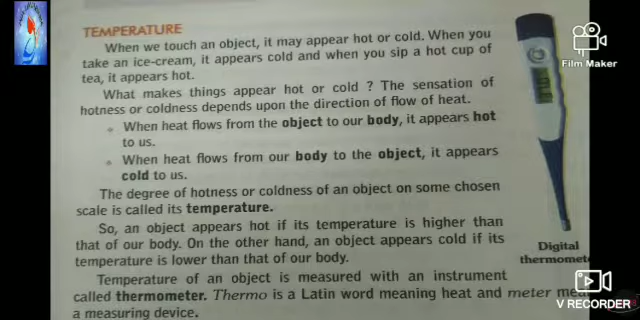 TEMPERATURE
When we touch an object, it may appear hot or cold. When you
take an ice-cream, it appears cold and when you sip a hot cup of
tea, it appears hot.
What makes things appear hot or cold ? The sensation of
hotness or coldness depends upon the direction of flow of heat.
• When heat flows from the object to our body, it appears hot
to us.
• When heat flows from our body to the object, it appears
cold to us.
The degree of hotness or coldness of an object on some chosen
scale is called its temperature.
So, an object appears hot if its temperature is higher than
that of our body. On the other hand, an object appears cold if its
temperature is lower than that of our body.
Temperature of an object is measured with an instrument
called thermometer. Thermo is a Latin word meaning heat and meter
a measuring device.
Digital
thermomete
Film Maker
V RECORDER